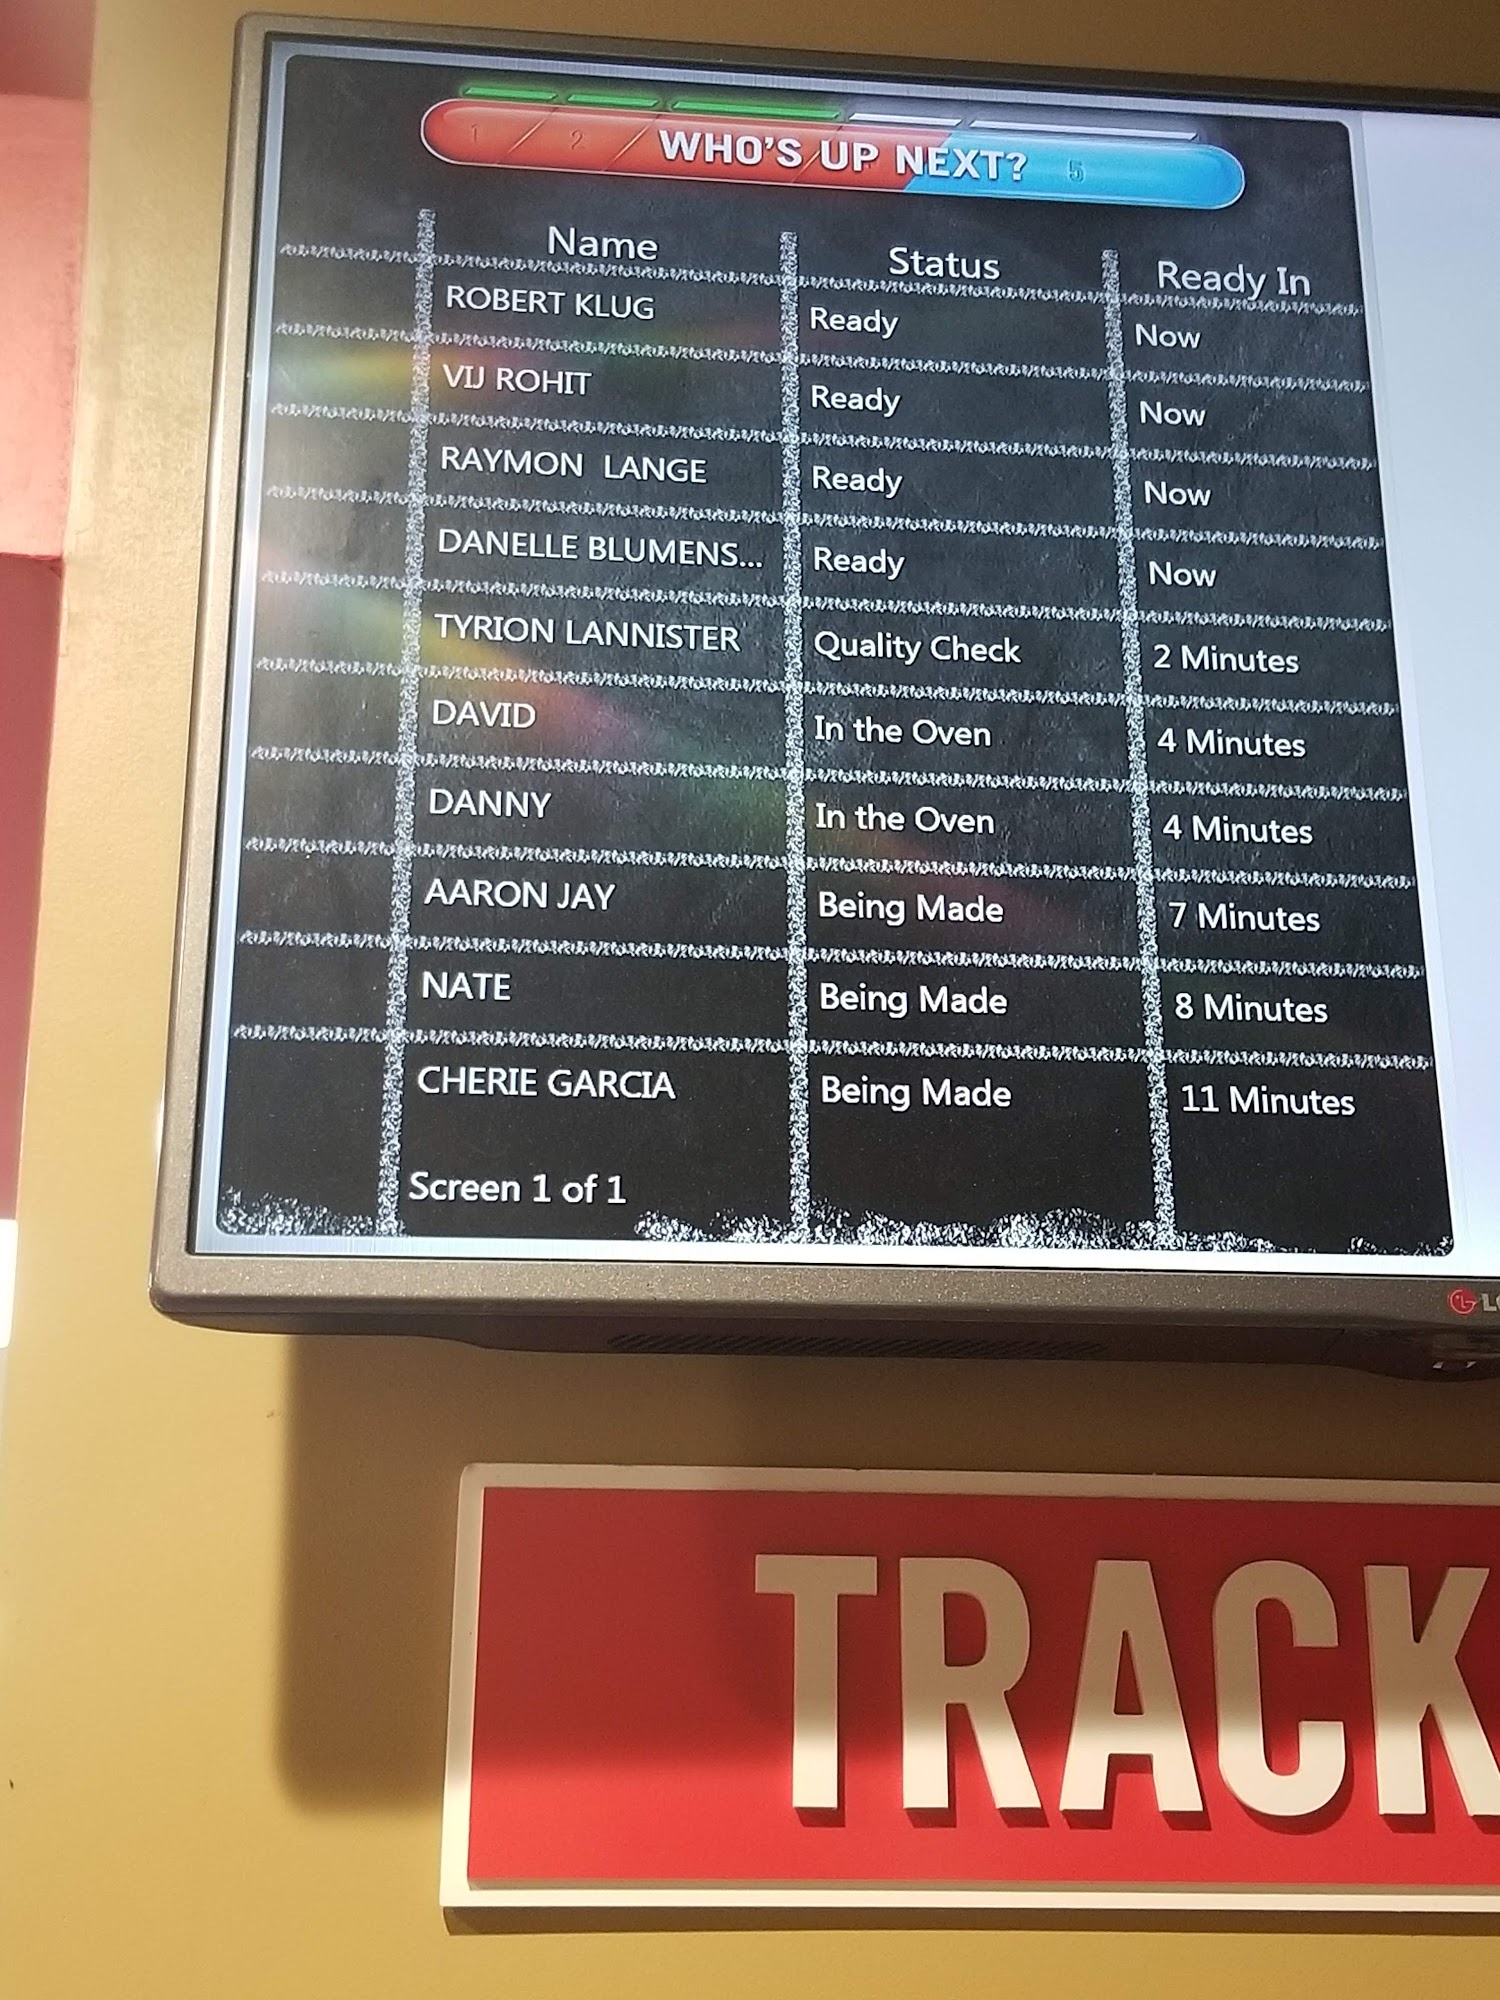 1 2 WHO'S UP NEXT? 5
Name Status Ready In
ROBERT KLUG Ready Now
VIJ ROHIT Ready Now
RAYMON LANGE Ready Now
DANELLE BLUMENS... Ready Now
TYRION LANNISTER Quality Check 2 Minutes
DAVID In the Oven 4 Minutes
DANNY In the Oven 4 Minutes
AARON JAY Being Made 7 Minutes
NATE Being Made 8 Minutes
CHERIE GARCIA Being Made 11 Minutes
Screen 1 of 1
TRACK